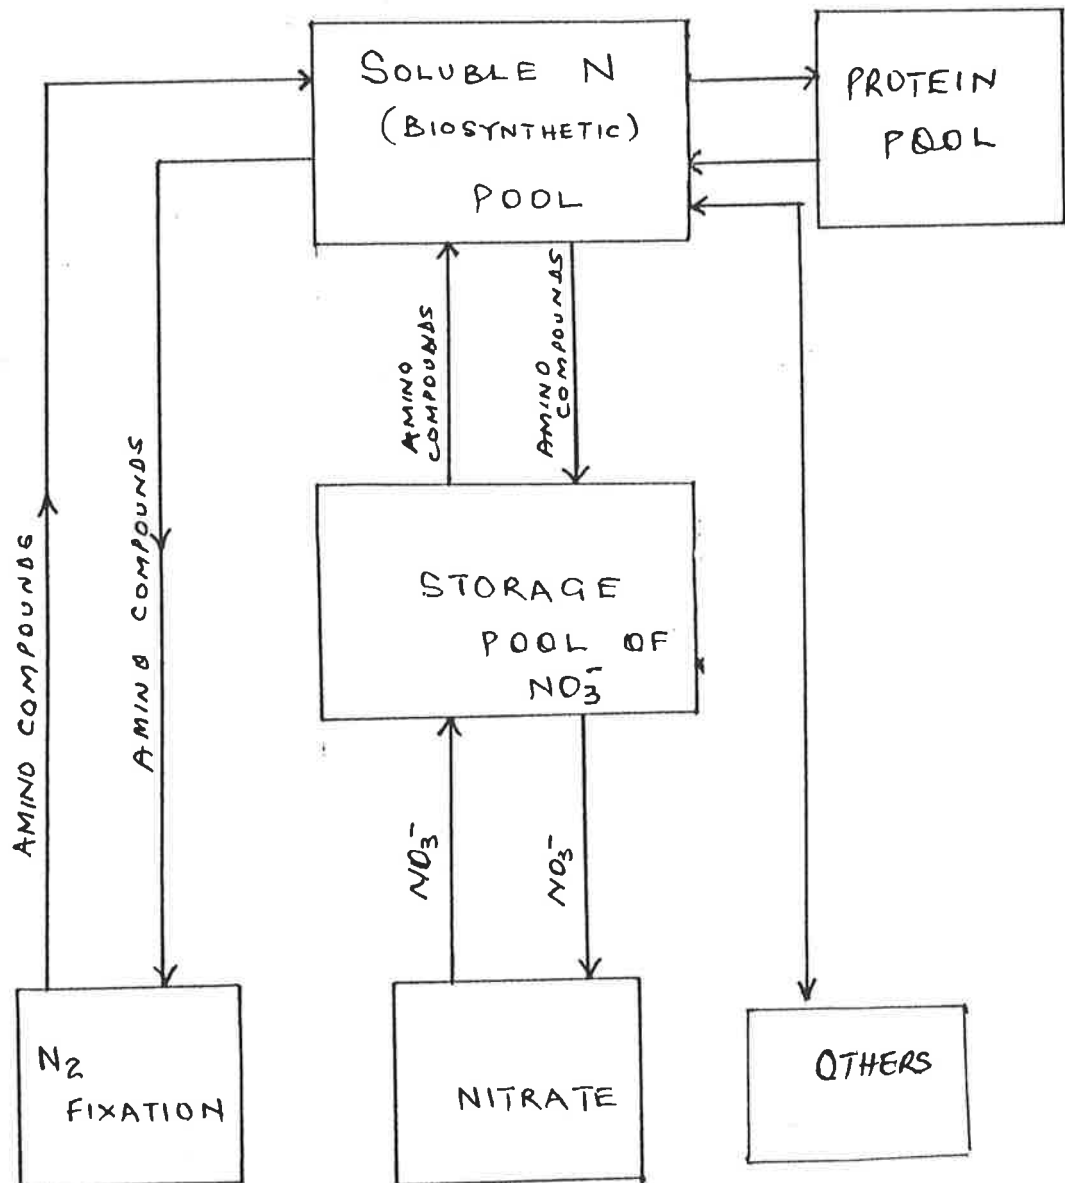 SOLUBLE N
(BIOSYNTHETIC)
POOL
PROTEIN
POOL
AMINO
COMPOUNDS
AMINO
COMPOUNDS
AMINO COMPOUNDS
AMINO COMPOUNDS
STORAGE
POOL OF
NO₃⁻
NO₃⁻
NO₃⁻
N₂
FIXATION
NITRATE
OTHERS